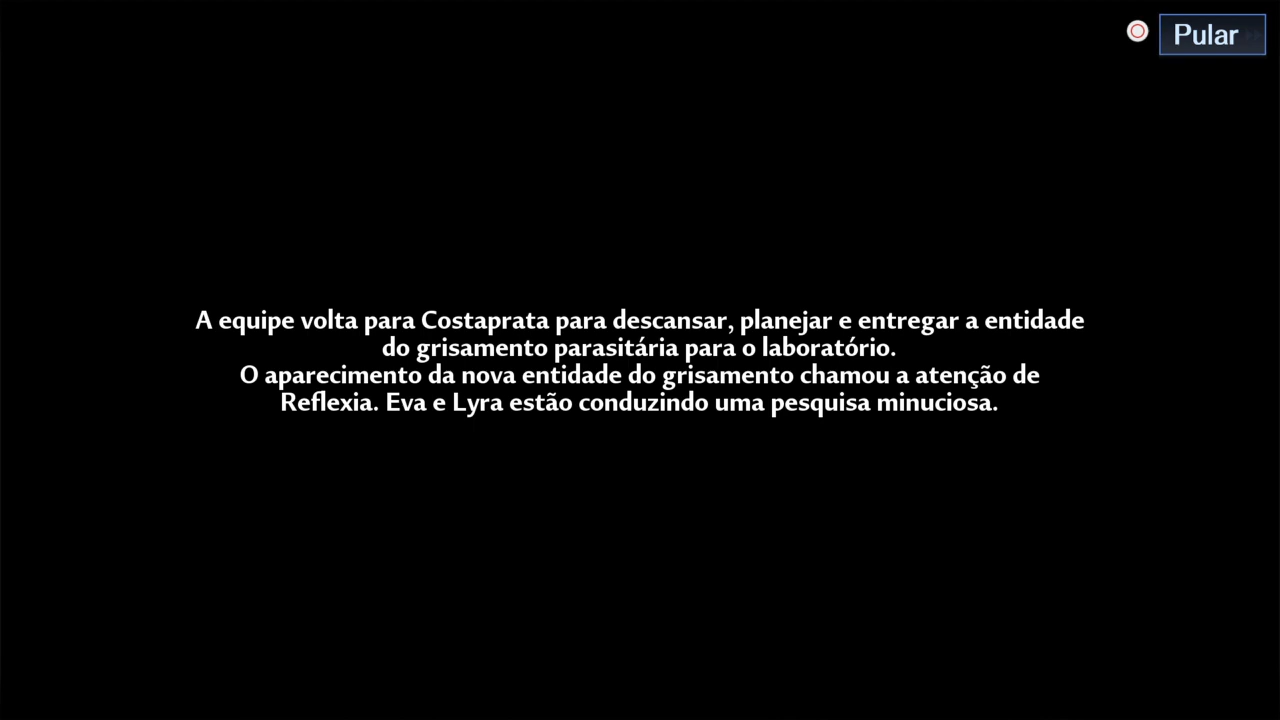 Pular
A equipe volta para Costaprata para descansar, planejar e entregar a entidade
do grisamento parasitária para o laboratório.
O aparecimento da nova entidade do grisamento chamou a atenção de
Reflexia. Eva e Lyra estão conduzindo uma pesquisa minuciosa.